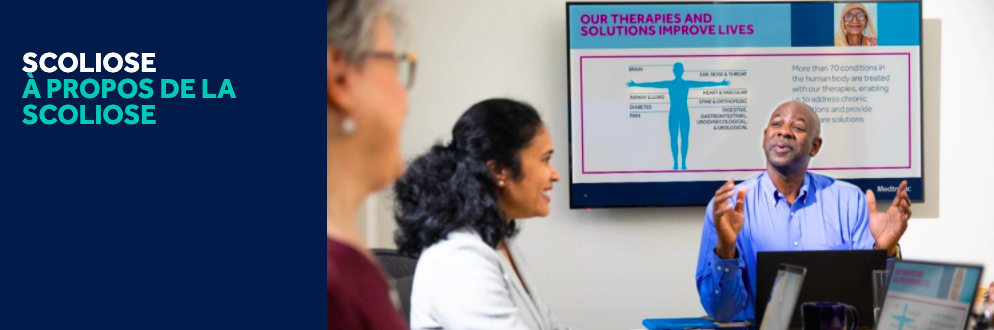 SCOLIOSE
À PROPOS DE LA
SCOLIOSE
OUR THERAPIES AND
SOLUTIONS IMPROVE LIVES
BRAIN
EAR, NOSE & THROAT
HEART & VASCULAR
AIRWAY & LUNG
SPINE & ORTHOPEDIC
DIABETES
DIGESTIVE,
PAIN
GASTROINTESTINAL,
UROGYNECOLOGICAL,
& UROLOGICAL
More than 70 conditions in
the human body are treated
with our therapies, enabling
us to address chronic
and provide
solutions